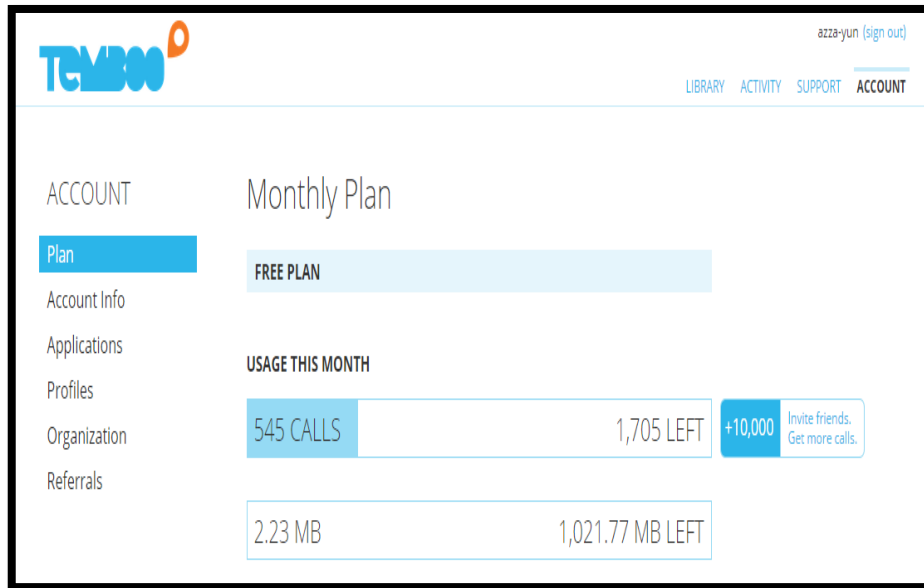 TEMBOO
azza-yun (sign out)
LIBRARY ACTIVITY SUPPORT ACCOUNT
ACCOUNT
Plan
Account Info
Applications
Profiles
Organization
Referrals
Monthly Plan
FREE PLAN
USAGE THIS MONTH
545 CALLS 1,705 LEFT
+10,000 Invite friends.
Get more calls.
2.23 MB 1,021.77 MB LEFT